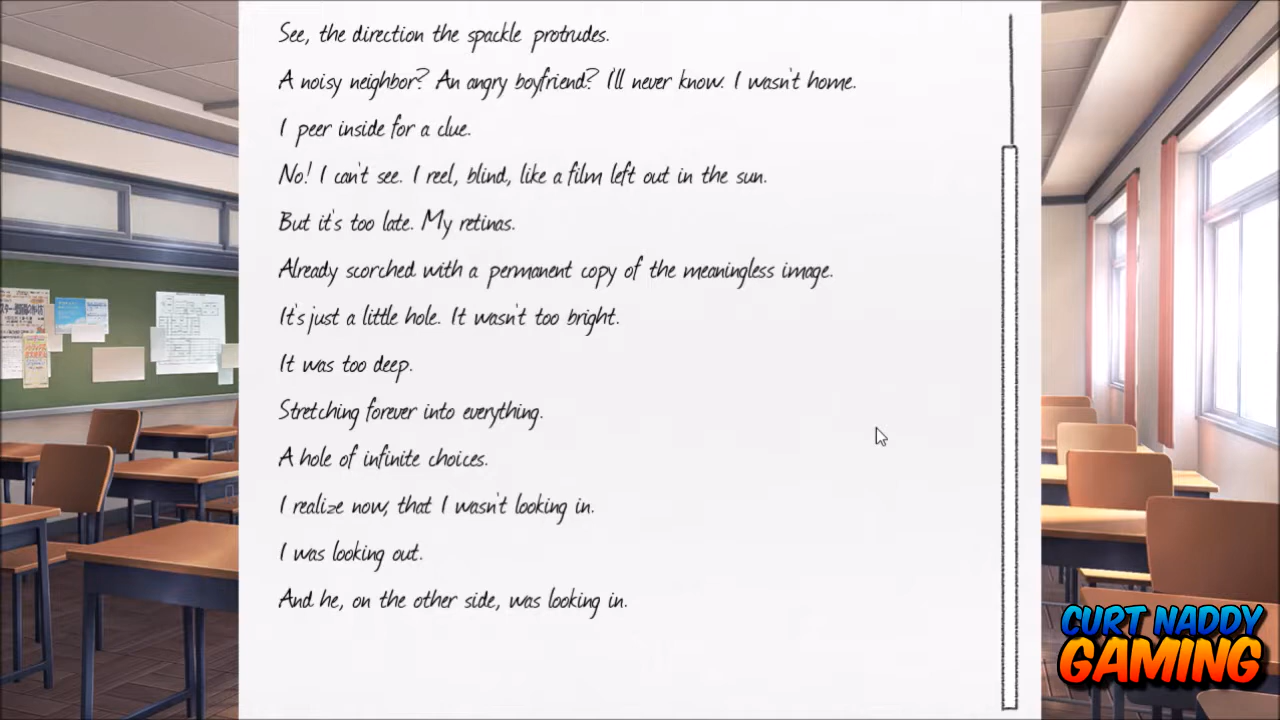 See, the direction the spackle protrudes.
A noisy neighbor? An angry boyfriend? I'll never know. I wasn't home.
I peer inside for a clue.
No! I can't see. I reel, blind, like a film left out in the sun.
But it's too late. My retinas.
Already scorched with a permanent copy of the meaningless image.
It's just a little hole. It wasn't too bright.
It was too deep.
Stretching forever into everything.
A hole of infinite choices.
I realize now, that I wasn't looking in.
I was looking out.
And he, on the other side, was looking in.
CURT NADDY
GAMING